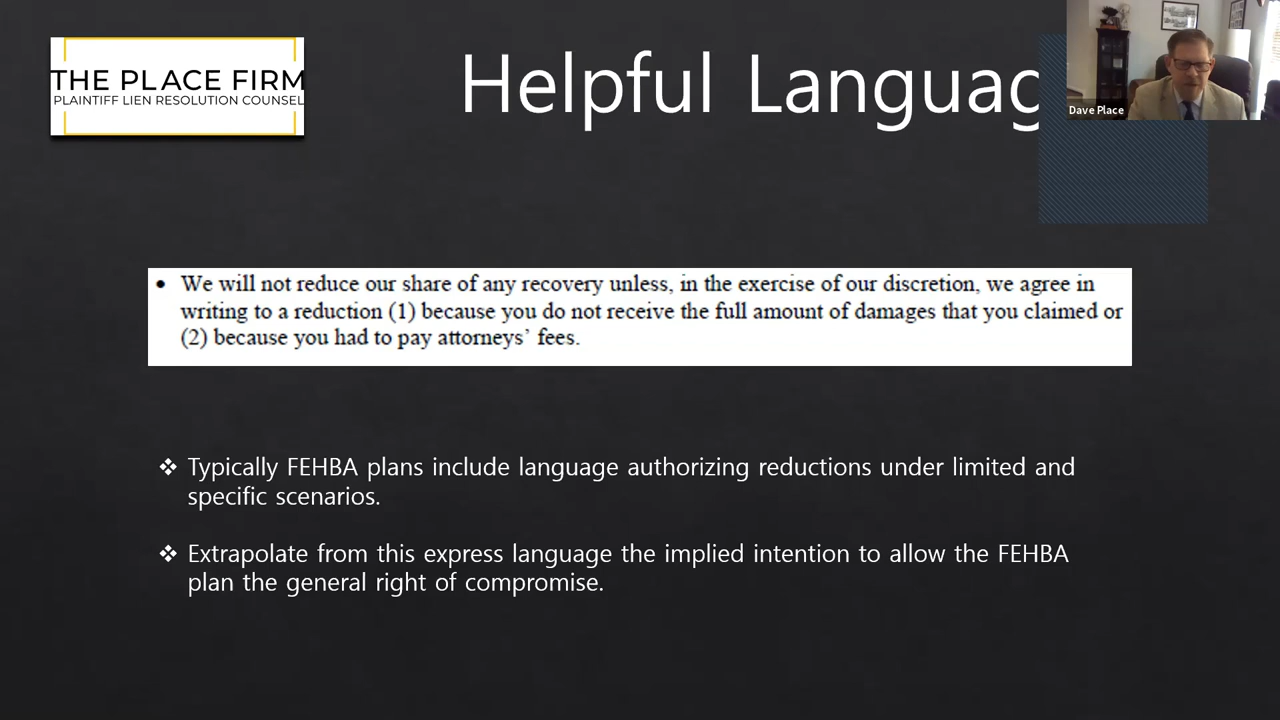 THE PLACE FIRM
PLAINTIFF LIEN RESOLUTION COUNSEL
Helpful Languag
Dave Place
• We will not reduce our share of any recovery unless, in the exercise of our discretion, we agree in
writing to a reduction (1) because you do not receive the full amount of damages that you claimed or
(2) because you had to pay attorneys’ fees.
❖ Typically FEHBA plans include language authorizing reductions under limited and
specific scenarios.
❖ Extrapolate from this express language the implied intention to allow the FEHBA
plan the general right of compromise.